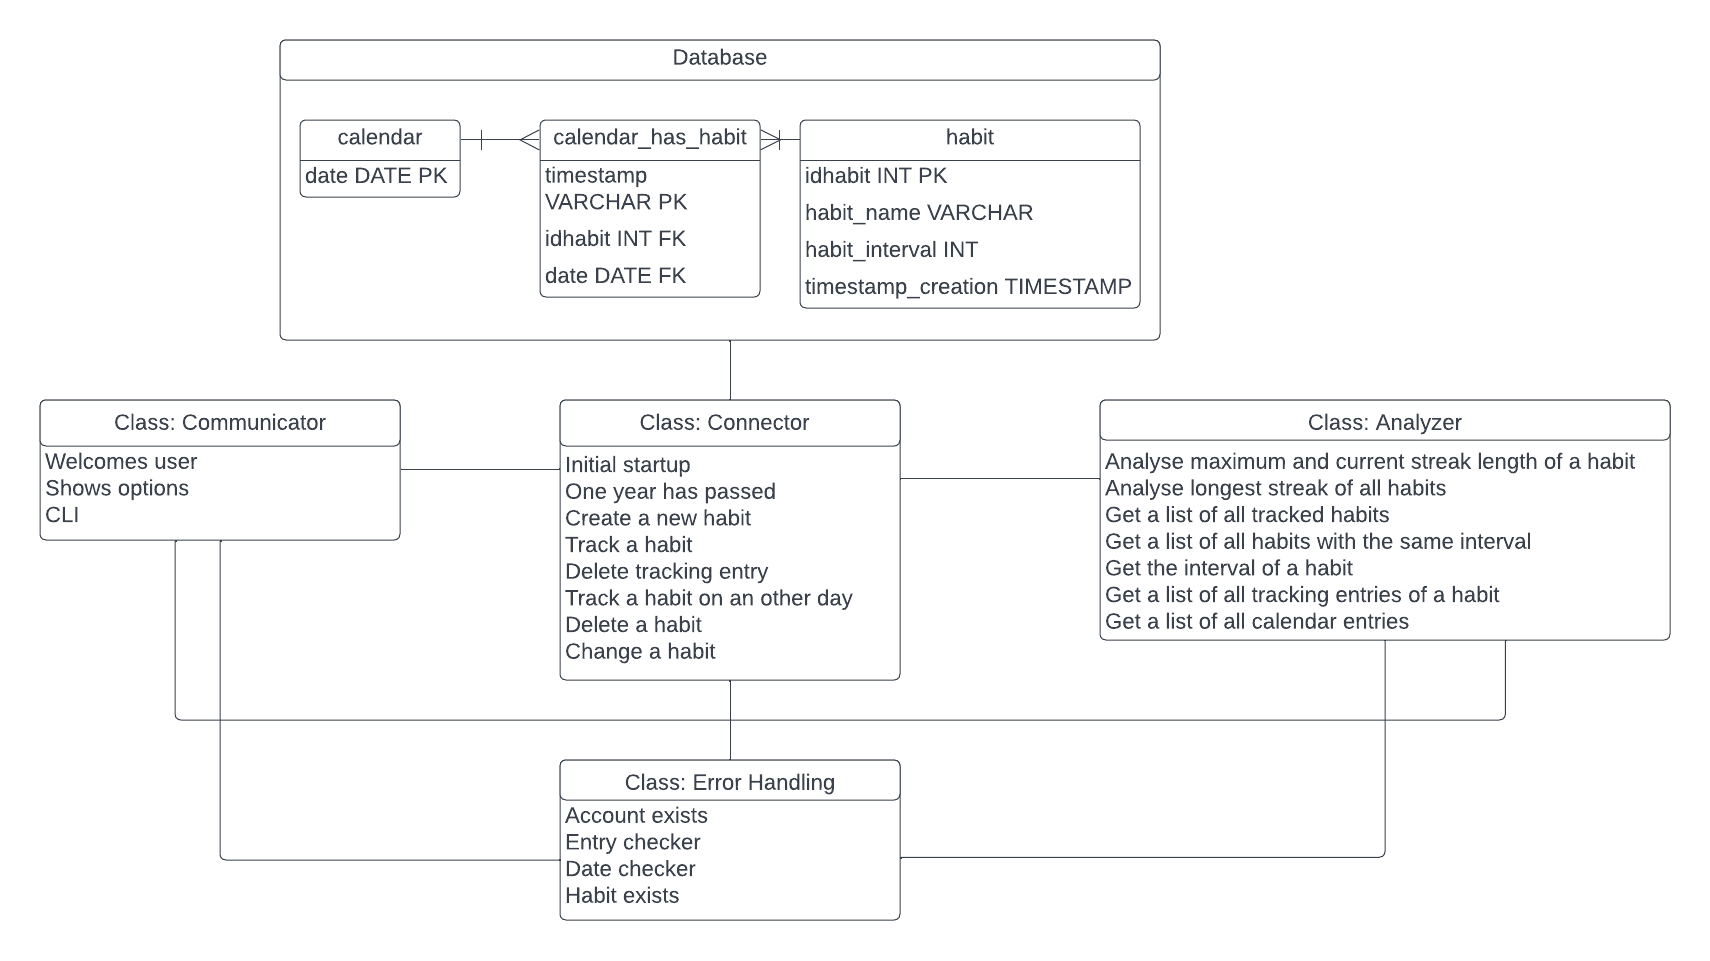 Database
calendar
date DATE PK
calendar_has_habit
timestamp
VARCHAR PK
idhabit INT FK
date DATE FK
habit
idhabit INT PK
habit_name VARCHAR
habit_interval INT
timestamp_creation TIMESTAMP
Class: Communicator
Welcomes user
Shows options
CLI
Class: Connector
Initial startup
One year has passed
Create a new habit
Track a habit
Delete tracking entry
Track a habit on an other day
Delete a habit
Change a habit
Class: Analyzer
Analyse maximum and current streak length of a habit
Analyse longest streak of all habits
Get a list of all tracked habits
Get a list of all habits with the same interval
Get the interval of a habit
Get a list of all tracking entries of a habit
Get a list of all calendar entries
Class: Error Handling
Account exists
Entry checker
Date checker
Habit exists